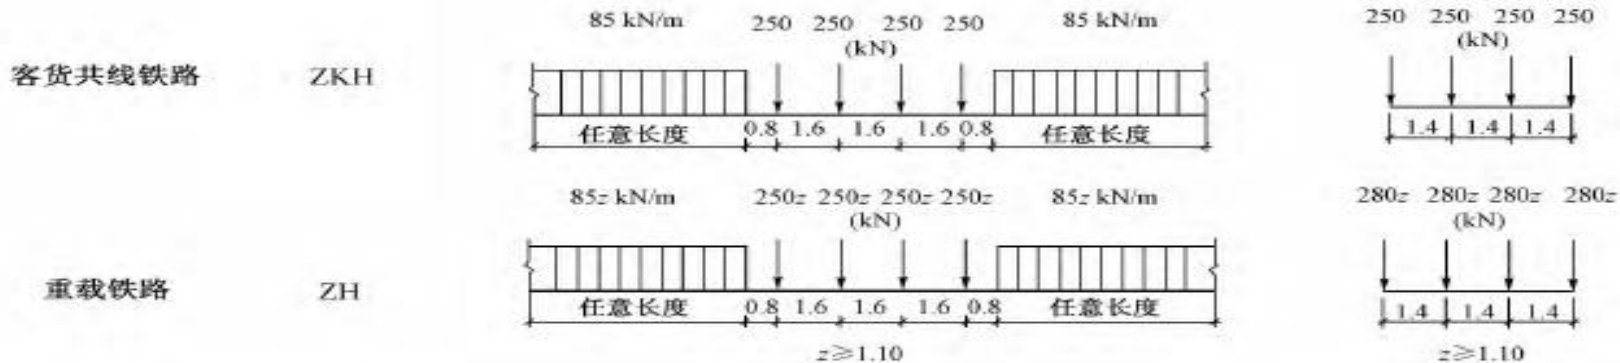 85 kN/m 250 250 250 250 85 kN/m 250 250 250 250
(kN) (kN)
客货共线铁路 ZKH
任意长度 0.8 1.6 1.6 1.6 0.8 任意长度 1.4 1.4 1.4
85z kN/m 250z 250z 250z 250z 85z kN/m 280z 280z 280z 280z
(kN) (kN)
重载铁路 ZH
任意长度 0.8 1.6 1.6 1.6 0.8 任意长度 1.4 1.4 1.4
z≥1.10 z≥1.10